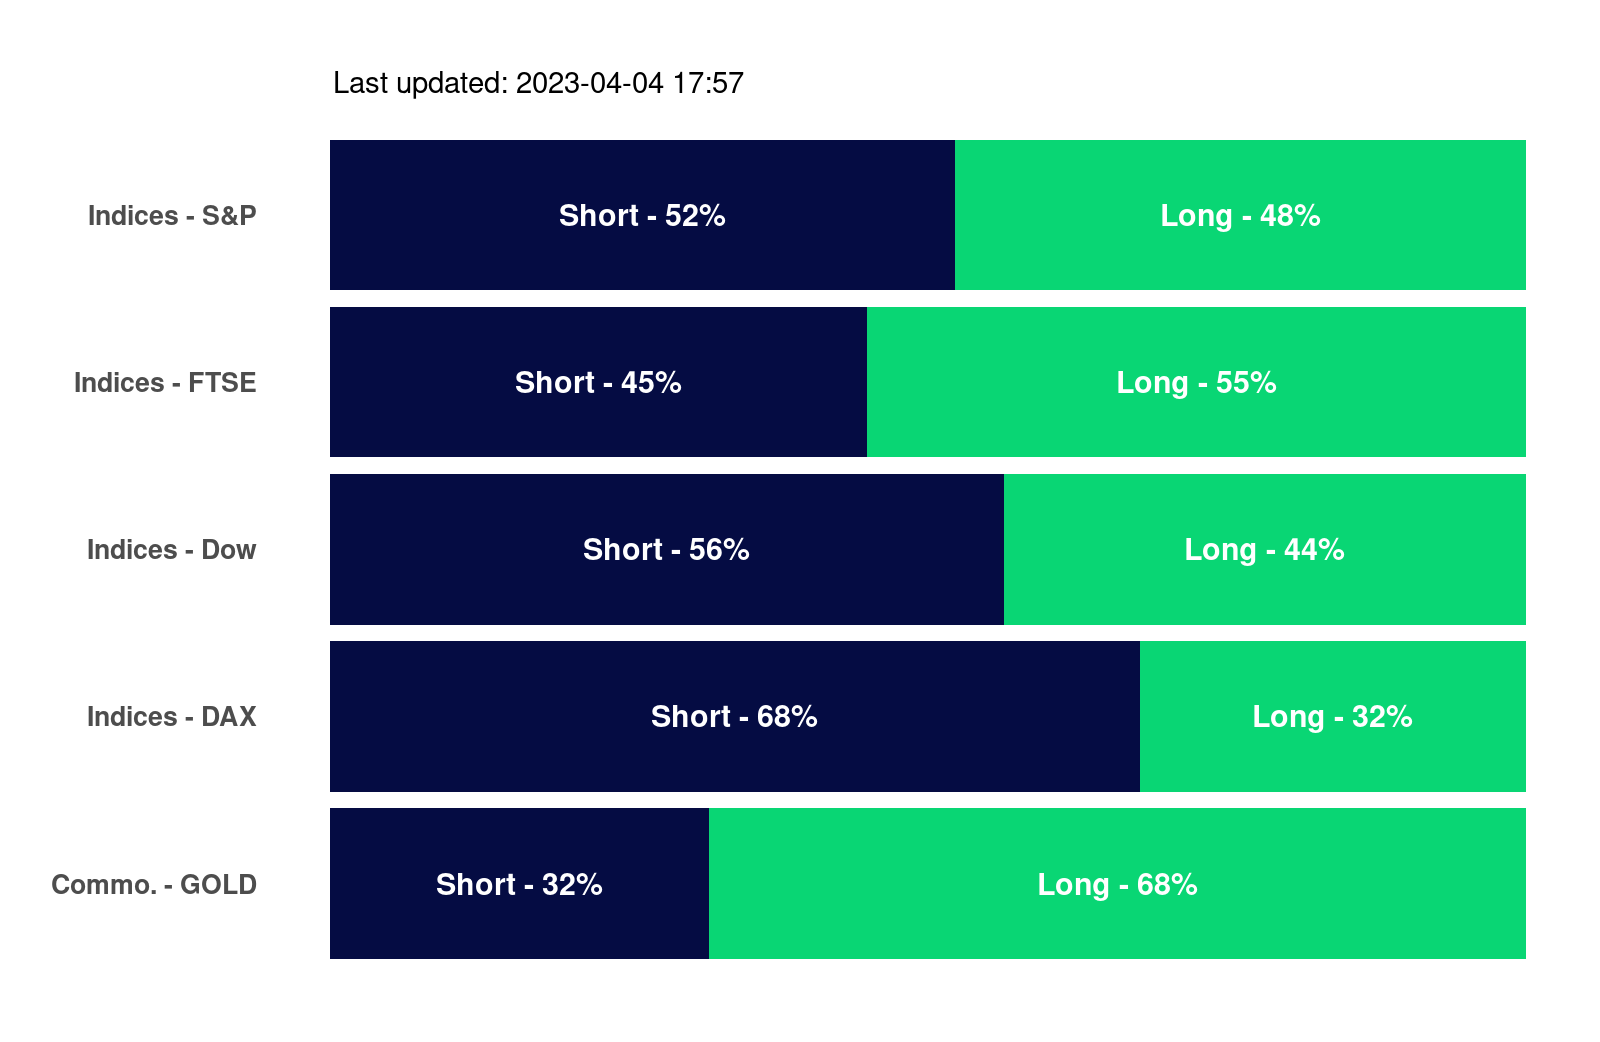 Last updated: 2023-04-04 17:57
Indices - S&P Short - 52% Long - 48%
Indices - FTSE Short - 45% Long - 55%
Indices - Dow Short - 56% Long - 44%
Indices - DAX Short - 68% Long - 32%
Commo. - GOLD Short - 32% Long - 68%